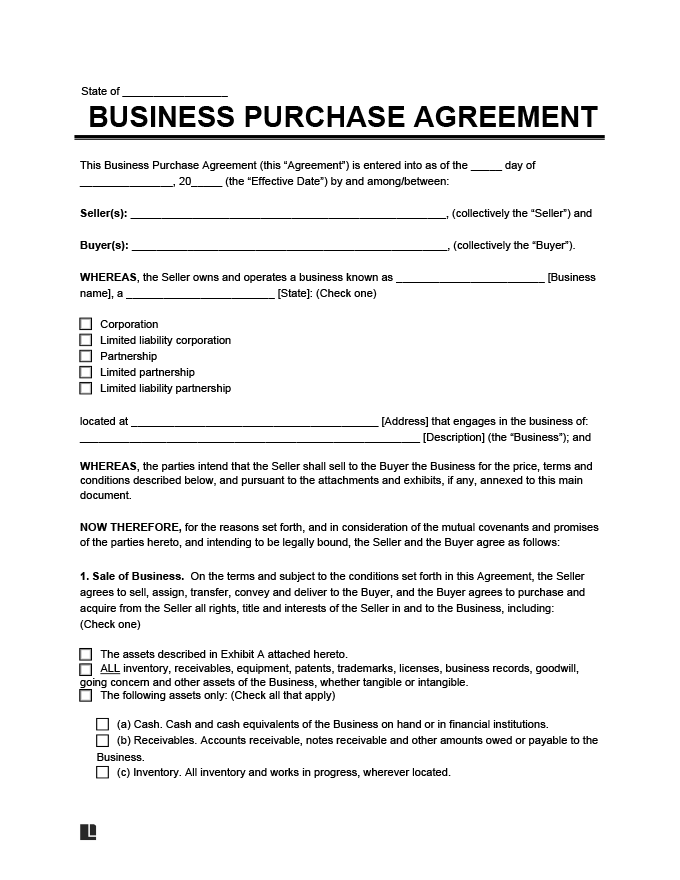 State of _________________
BUSINESS PURCHASE AGREEMENT
This Business Purchase Agreement (this “Agreement”) is entered into as of the _____ day of
_______________, 20_____ (the “Effective Date”) by and among/between:
Seller(s): ___________________________________________________, (collectively the “Seller”) and
Buyer(s): ___________________________________________________, (collectively the “Buyer”).
WHEREAS, the Seller owns and operates a business known as ________________________ [Business
name], a ________________________ [State]: (Check one)
☐ Corporation
☐ Limited liability corporation
☐ Partnership
☐ Limited partnership
☐ Limited liability partnership
located at ________________________________________ [Address] that engages in the business of:
_______________________________________________________ [Description] (the “Business”); and
WHEREAS, the parties intend that the Seller shall sell to the Buyer the Business for the price, terms and
conditions described below, and pursuant to the attachments and exhibits, if any, annexed to this main
document.
NOW THEREFORE, for the reasons set forth, and in consideration of the mutual covenants and promises
of the parties hereto, and intending to be legally bound, the Seller and the Buyer agree as follows:
1. Sale of Business. On the terms and subject to the conditions set forth in this Agreement, the Seller
agrees to sell, assign, transfer, convey and deliver to the Buyer, and the Buyer agrees to purchase and
acquire from the Seller all rights, title and interests of the Seller in and to the Business, including:
(Check one)
☐ The assets described in Exhibit A attached hereto.
☐ ALL inventory, receivables, equipment, patents, trademarks, licenses, business records, goodwill,
going concern and other assets of the Business, whether tangible or intangible.
☐ The following assets only: (Check all that apply)
☐ (a) Cash. Cash and cash equivalents of the Business on hand or in financial institutions.
☐ (b) Receivables. Accounts receivable, notes receivable and other amounts owed or payable to the
Business.
☐ (c) Inventory. All inventory and works in progress, wherever located.